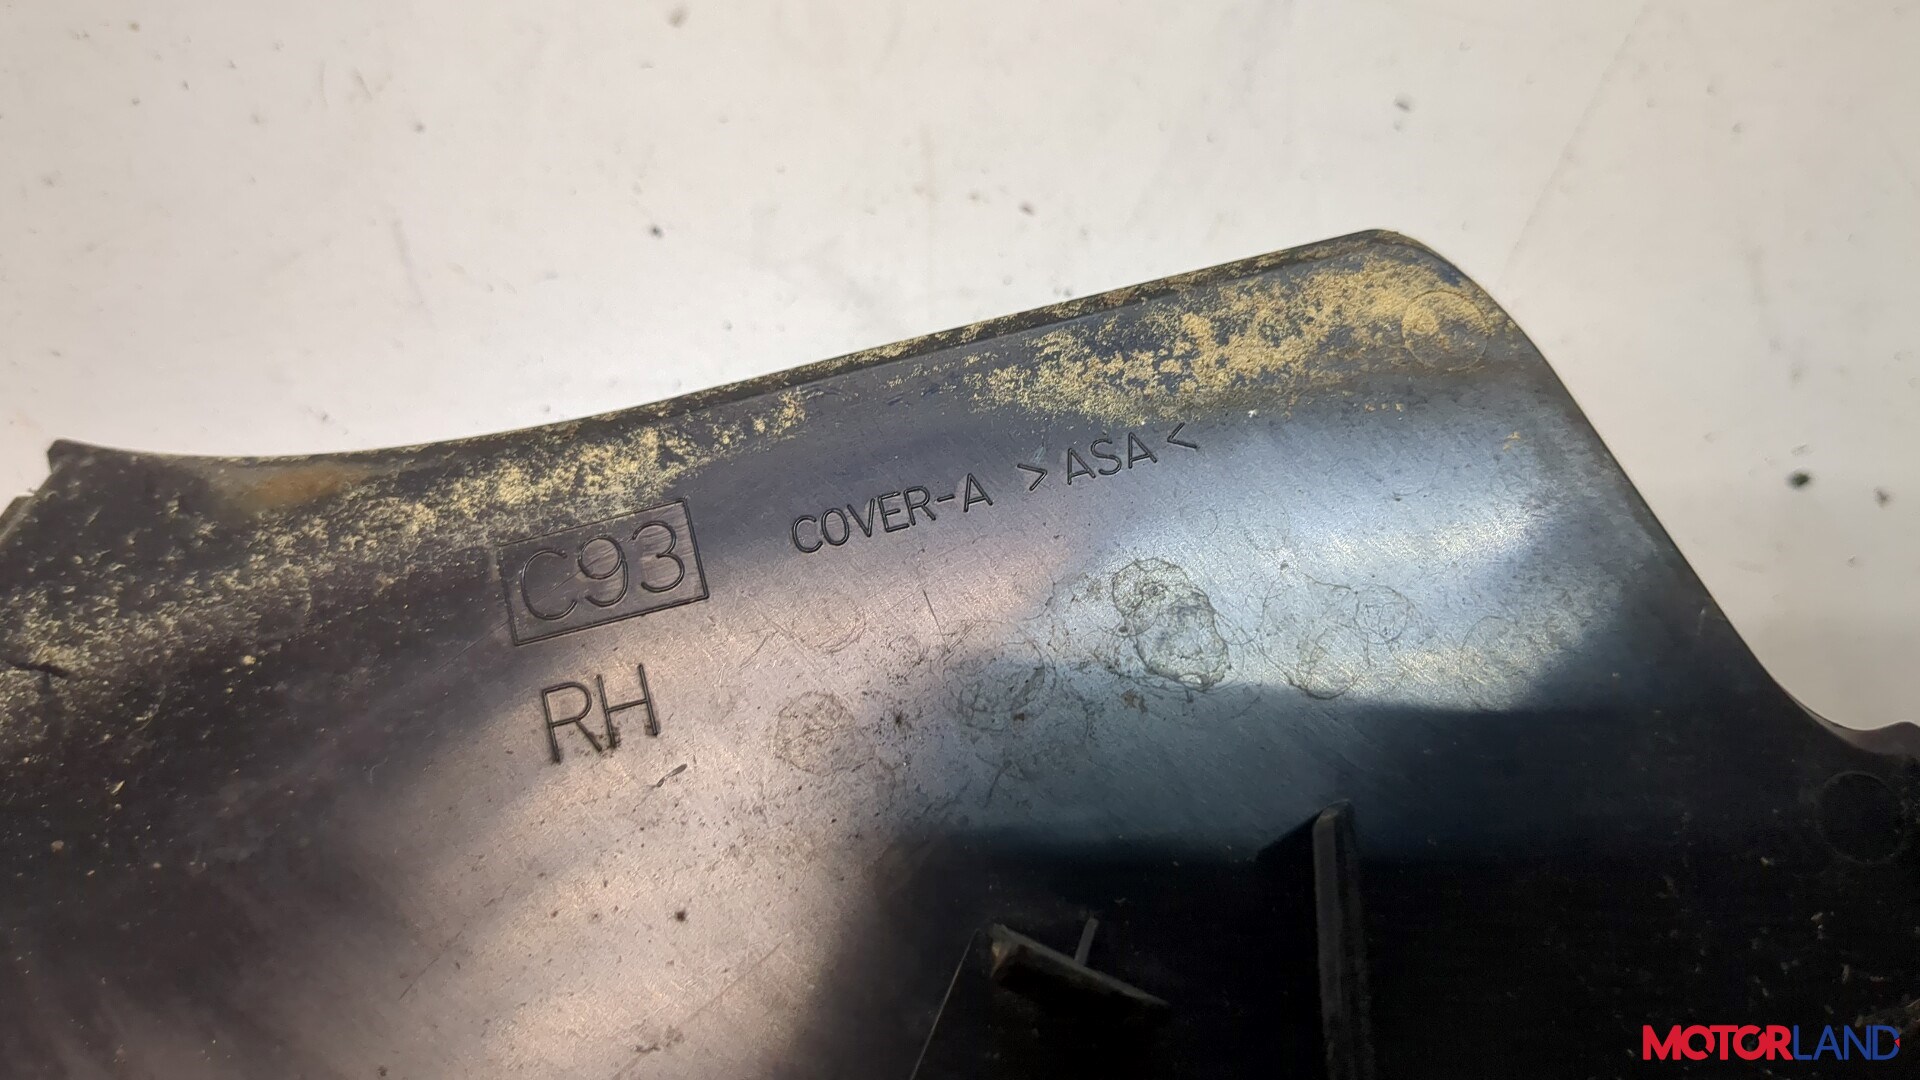 COVER-A >ASA<
C93
RH
MOTORLAND